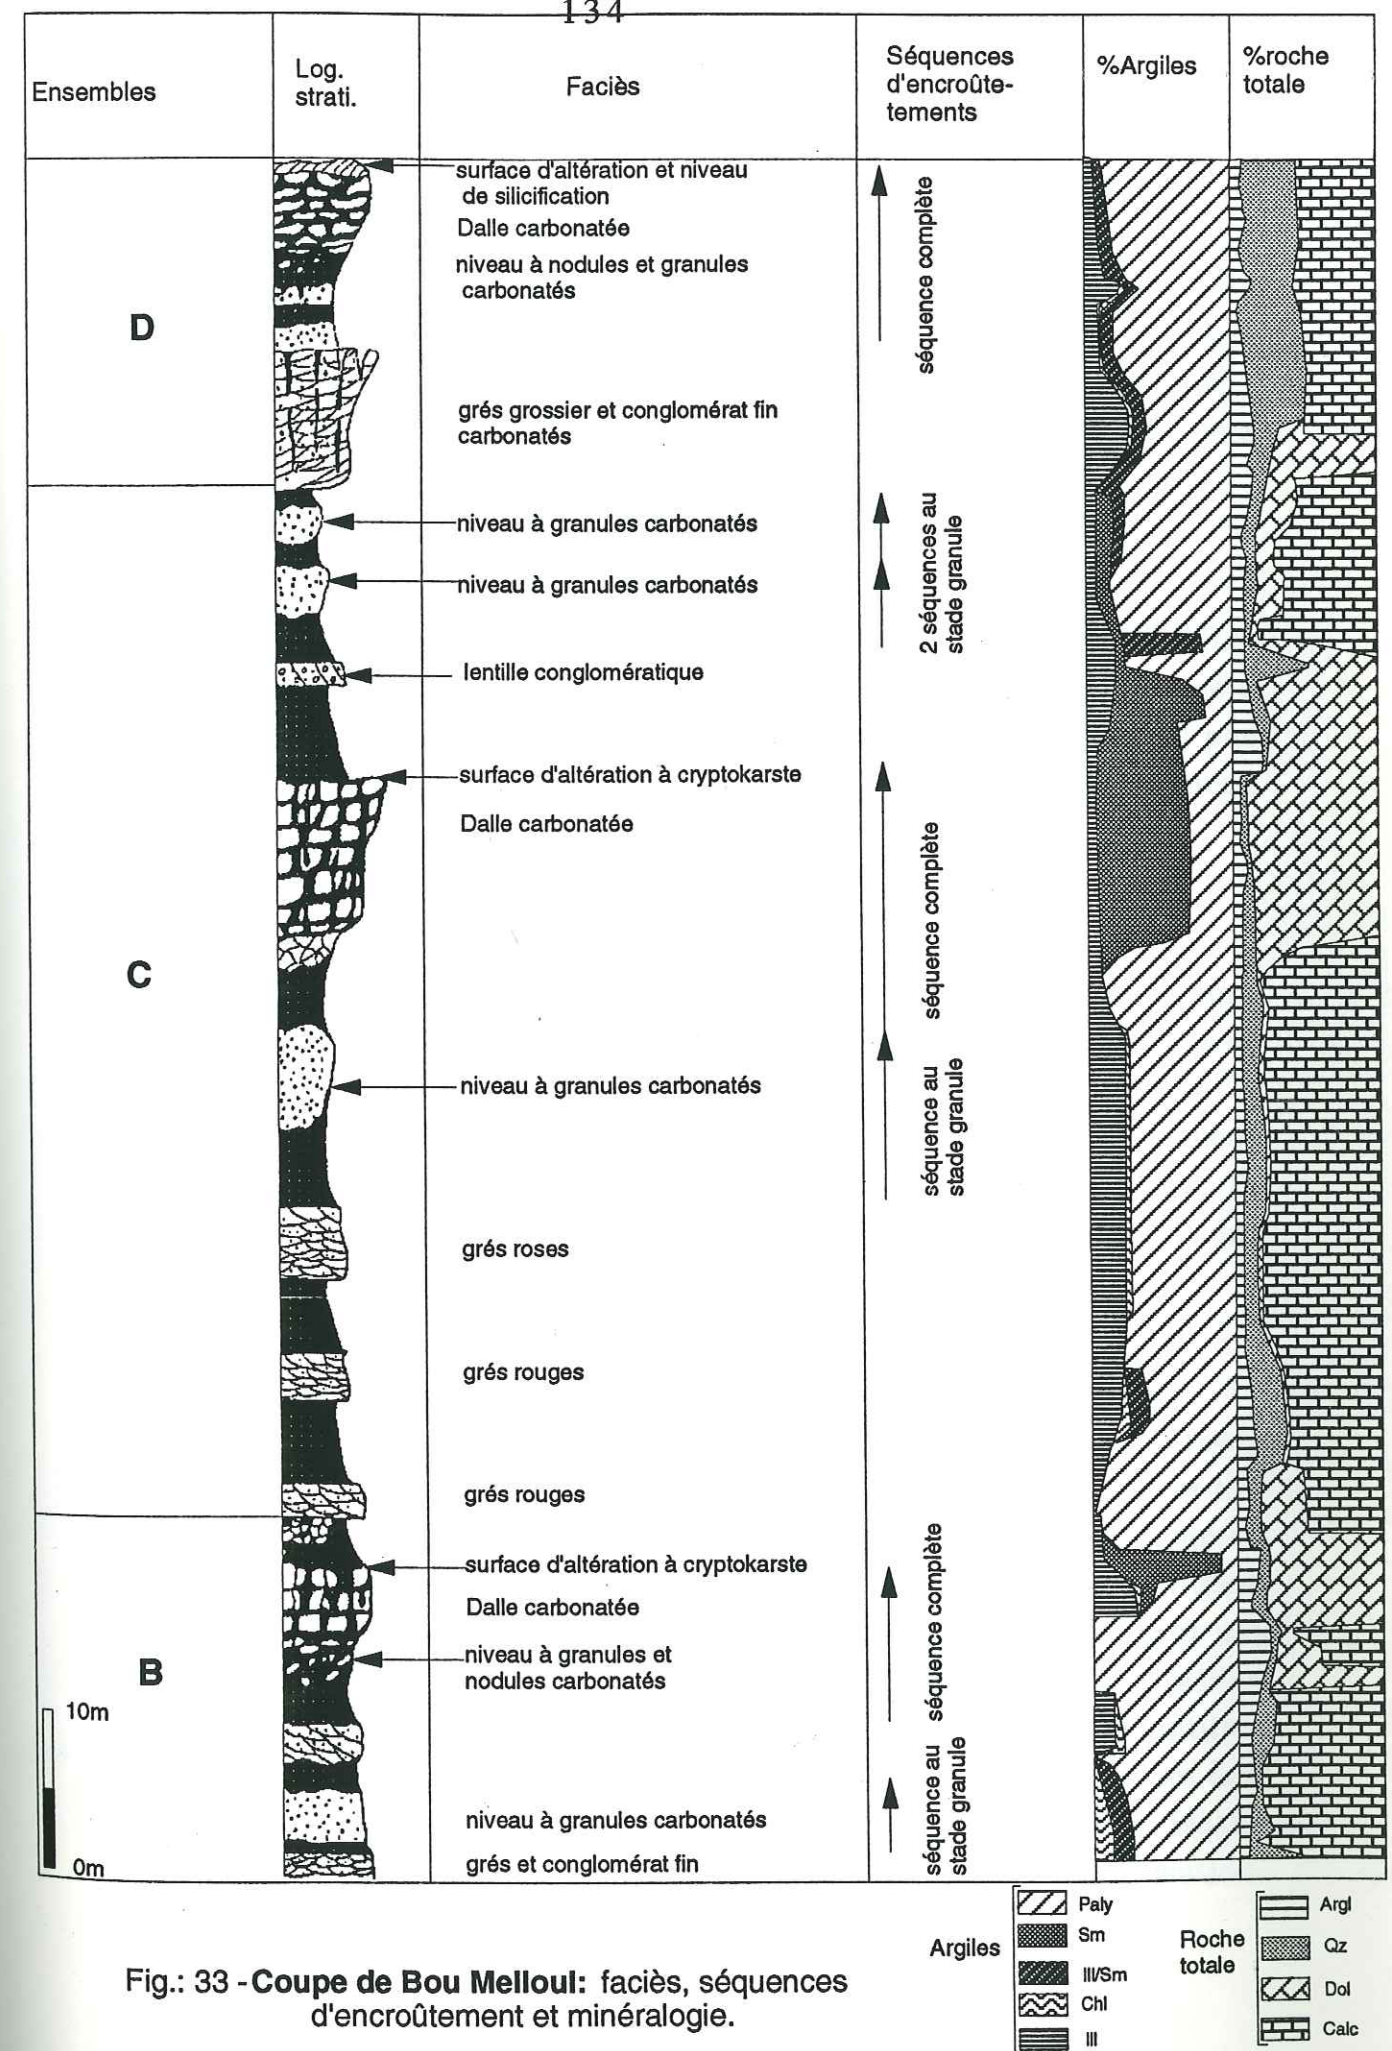 134
Ensembles
Log.
strati.
Faciès
Séquences
d'encroûte-
tements
%Argiles
%roche
totale
D
surface d'altération et niveau
de silicification
Dalle carbonatée
niveau à nodules et granules
carbonatés
grés grossier et conglomérat fin
carbonatés
séquence complète
C
niveau à granules carbonatés
niveau à granules carbonatés
lentille conglomératique
surface d'altération à cryptokarste
Dalle carbonatée
niveau à granules carbonatés
grés roses
grés rouges
grés rouges
2 séquences au
stade granule
séquence complète
séquence au
stade granule
B
surface d'altération à cryptokarste
Dalle carbonatée
niveau à granules et
nodules carbonatés
niveau à granules carbonatés
grés et conglomérat fin
séquence complète
séquence au
stade granule
10m
0m
Argiles
Paly
Sm
Ill/Sm
Chl
Ill
Roche
totale
Argl
Qz
Dol
Calc
Fig.: 33 - Coupe de Bou Melloul: faciès, séquences
d'encroûtement et minéralogie.